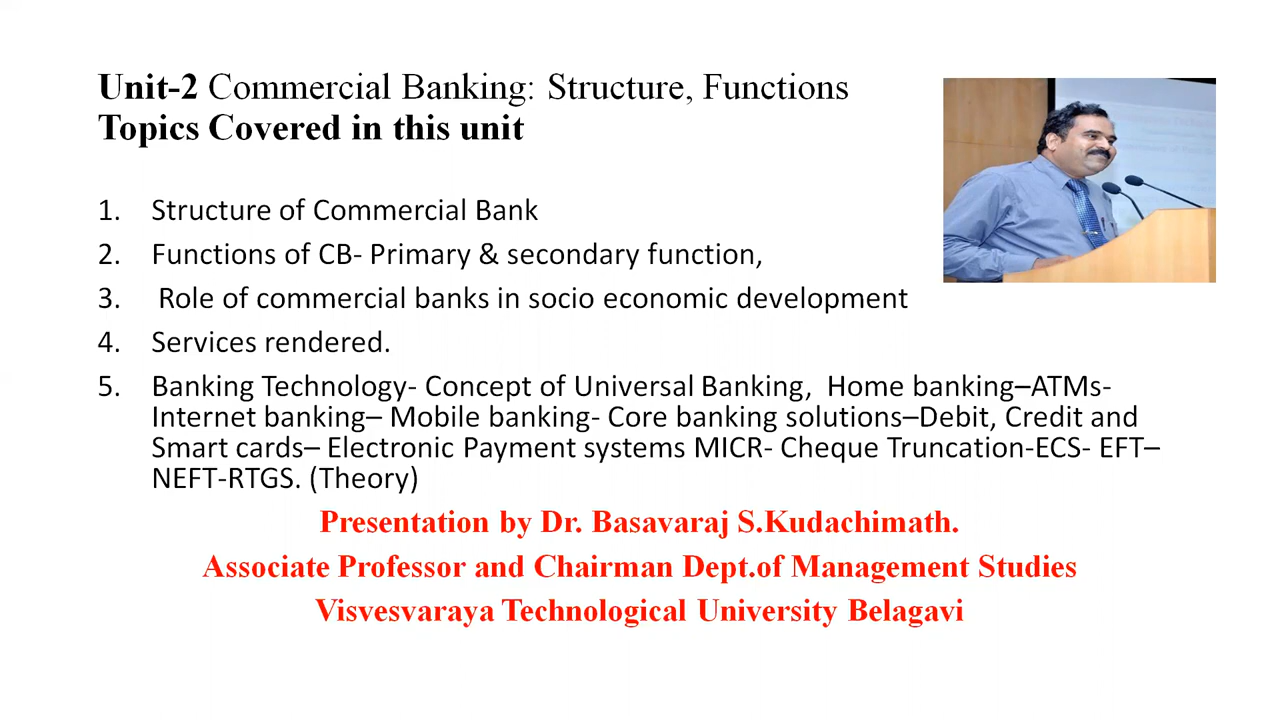 Unit-2 Commercial Banking: Structure, Functions
Topics Covered in this unit
1. Structure of Commercial Bank
2. Functions of CB- Primary & secondary function,
3. Role of commercial banks in socio economic development
4. Services rendered.
5. Banking Technology- Concept of Universal Banking, Home banking–ATMs-
Internet banking– Mobile banking- Core banking solutions–Debit, Credit and
Smart cards– Electronic Payment systems MICR- Cheque Truncation-ECS- EFT–
NEFT-RTGS. (Theory)
Presentation by Dr. Basavaraj S.Kudachimath.
Associate Professor and Chairman Dept.of Management Studies
Visvesvaraya Technological University Belagavi